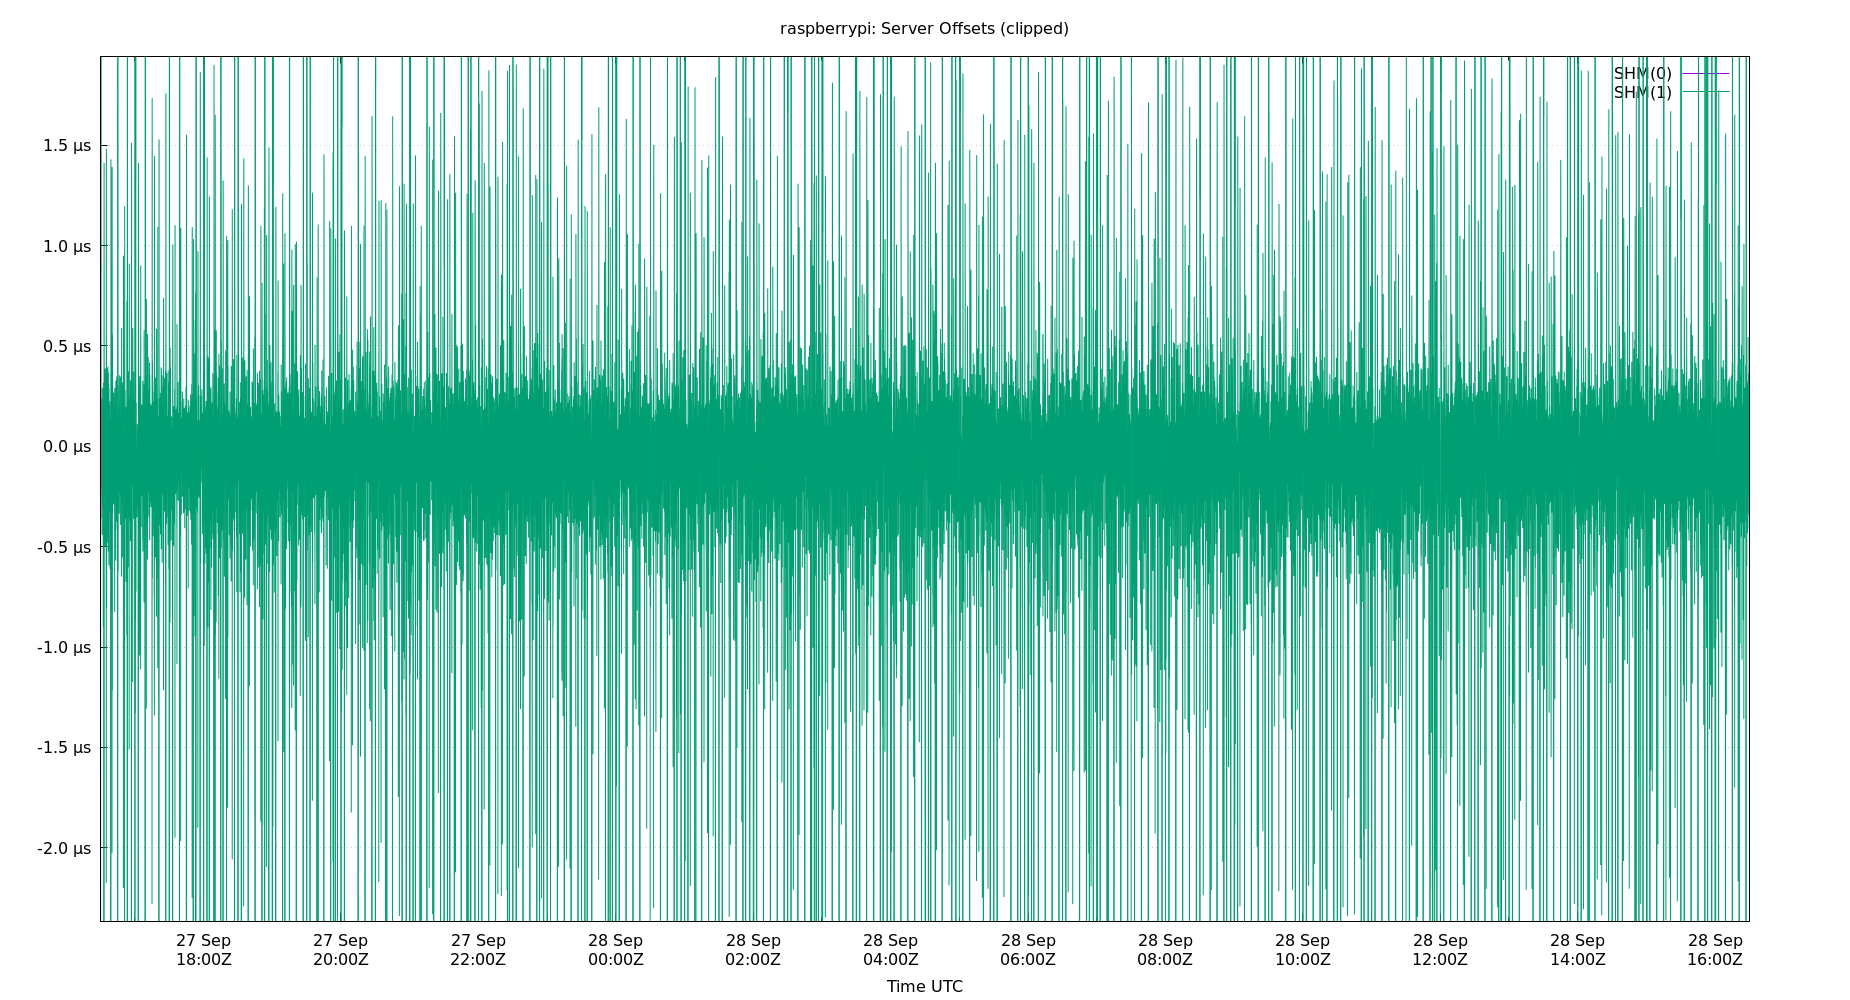 raspberrypi: Server Offsets (clipped)
SHM(0)
SHM(1)
1.5 µs
1.0 µs
0.5 µs
0.0 µs
-0.5 µs
-1.0 µs
-1.5 µs
-2.0 µs
27 Sep 27 Sep 27 Sep 28 Sep 28 Sep 28 Sep 28 Sep 28 Sep 28 Sep 28 Sep 28 Sep 28 Sep
18:00Z 20:00Z 22:00Z 00:00Z 02:00Z 04:00Z 06:00Z 08:00Z 10:00Z 12:00Z 14:00Z 16:00Z
Time UTC